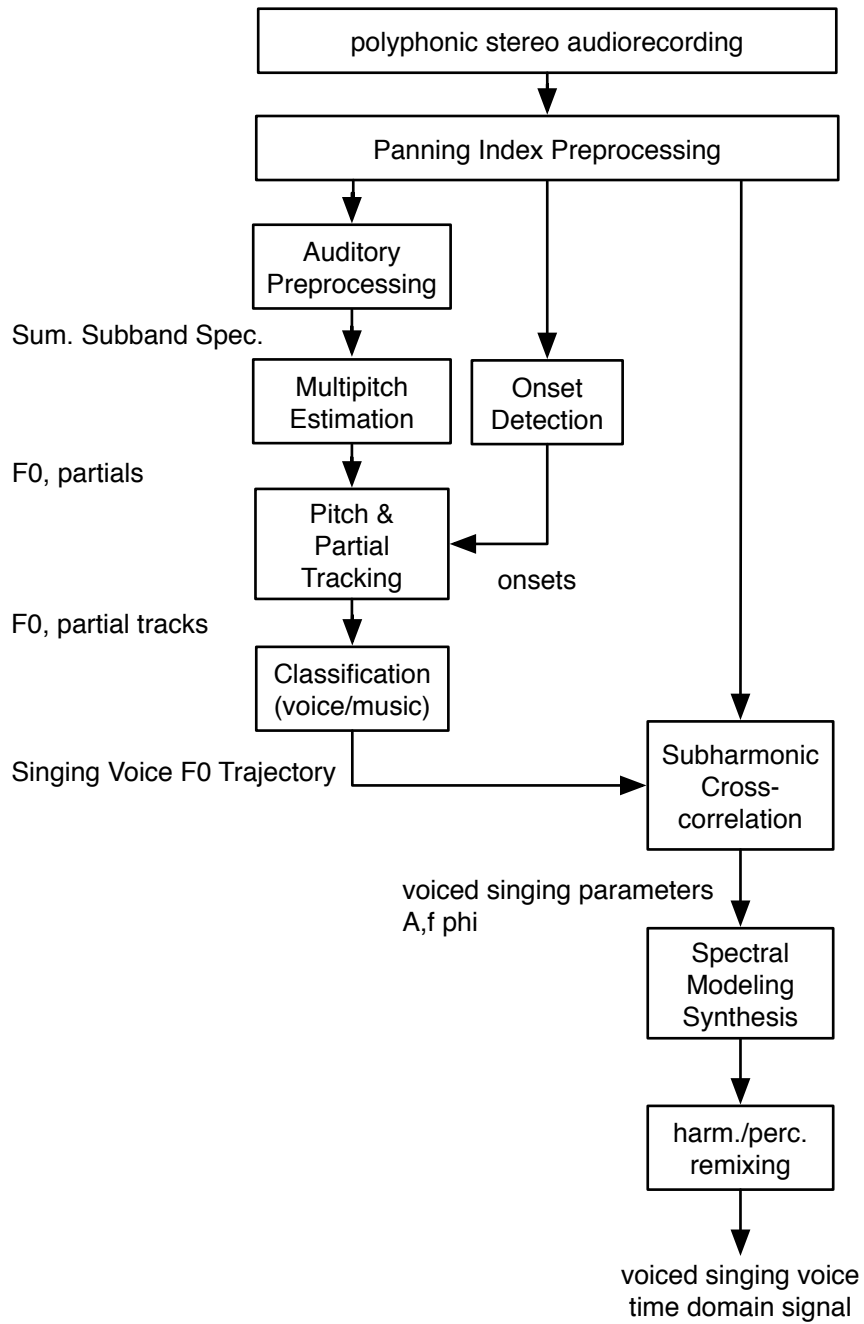 polyphonic stereo audiorecording
Panning Index Preprocessing
Auditory
Preprocessing
Sum. Subband Spec.
Multipitch
Estimation
Onset
Detection
F0, partials
Pitch &
Partial
Tracking
onsets
F0, partial tracks
Classification
(voice/music)
Singing Voice F0 Trajectory
Subharmonic
Cross-
correlation
voiced singing parameters
A,f phi
Spectral
Modeling
Synthesis
harm./perc.
remixing
voiced singing voice
time domain signal